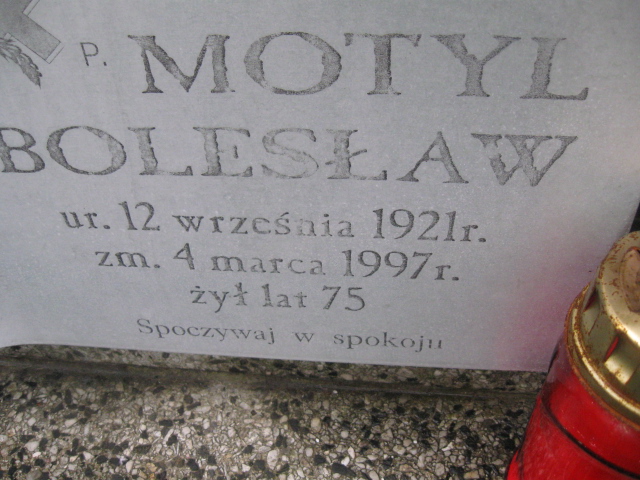 P. MOTYL
BOLESŁAW
ur. 12 września 1921r.
zm. 4 marca 1997r.
żył lat 75
Spoczywaj w spokoju